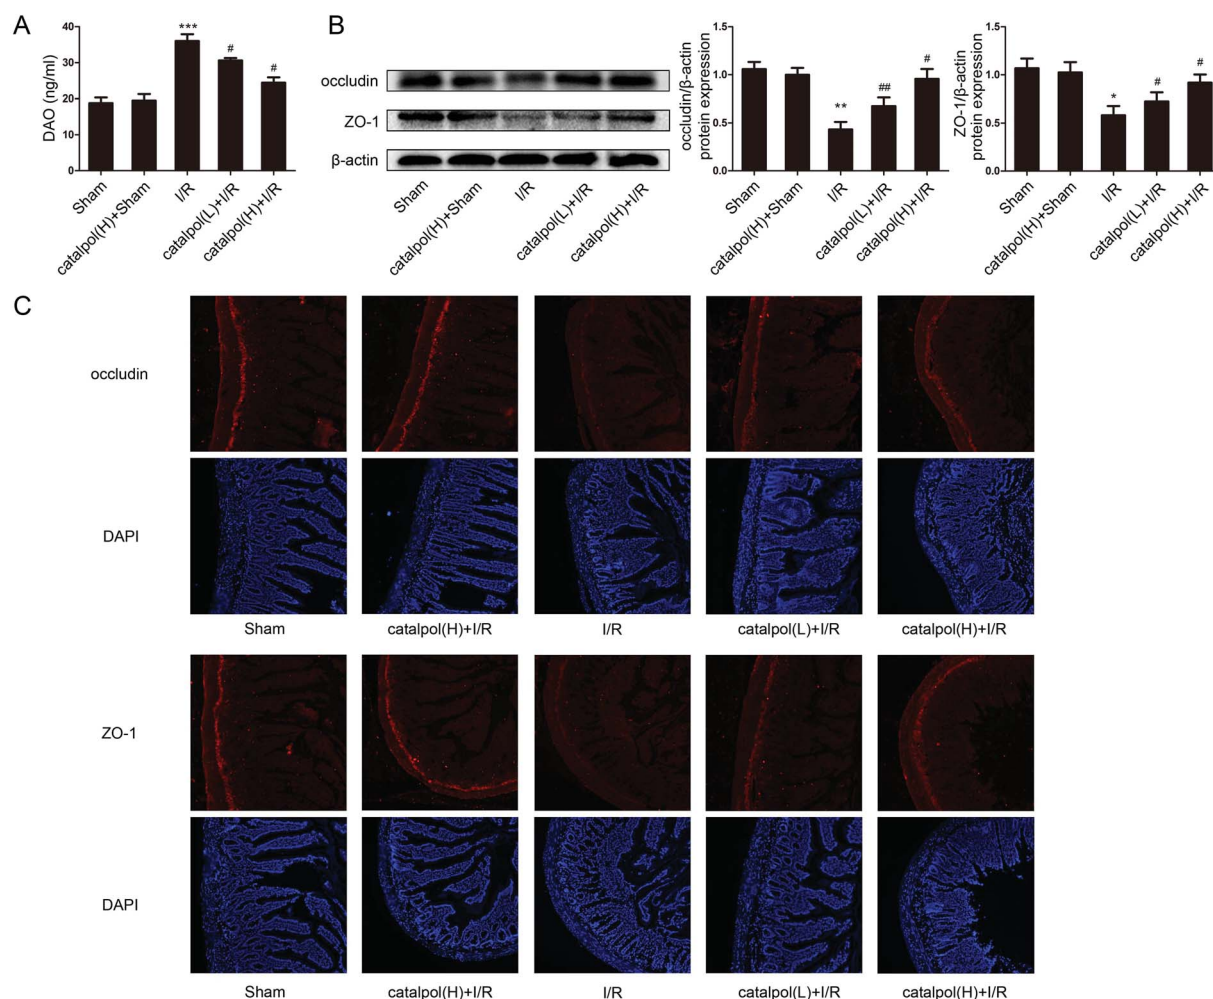 A
DAO (ng/ml)
40
30
20
10
0
***
#
#
Sham
catalpol(H)+Sham
I/R
catalpol(L)+I/R
catalpol(H)+I/R
B
occludin
ZO-1
β-actin
Sham
catalpol(H)+Sham
I/R
catalpol(L)+I/R
catalpol(H)+I/R
occludin/β-actin
protein expression
1.5
1.0
0.5
0.0
**
##
#
Sham
catalpol(H)+Sham
I/R
catalpol(L)+I/R
catalpol(H)+I/R
ZO-1/β-actin
protein expression
1.5
1.0
0.5
0.0
*
#
#
Sham
catalpol(H)+Sham
I/R
catalpol(L)+I/R
catalpol(H)+I/R
C
occludin
DAPI
Sham catalpol(H)+I/R I/R catalpol(L)+I/R catalpol(H)+I/R
ZO-1
DAPI
Sham catalpol(H)+I/R I/R catalpol(L)+I/R catalpol(H)+I/R